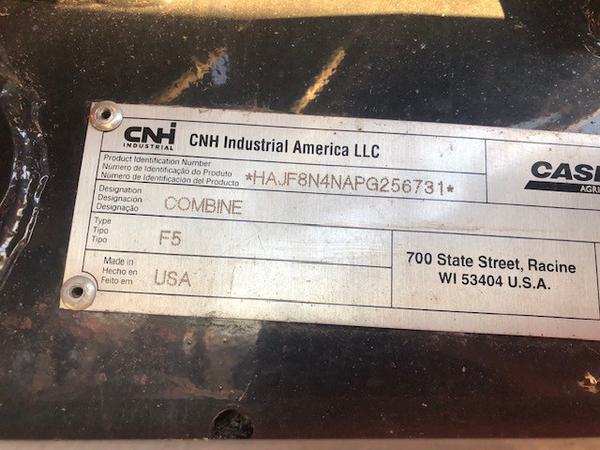 CNH
INDUSTRIAL
CNH Industrial America LLC
Product Identification Number
Número de Identificação do Produto
Número de Identificación del Producto
*HAJF8N4NAPG256731*
CASE
AGRI
Designation
Designación
Designação
COMBINE
Type
Tipo
Tipo
F5
Made in
Hecho en
Feito em
USA
700 State Street, Racine
WI 53404 U.S.A.